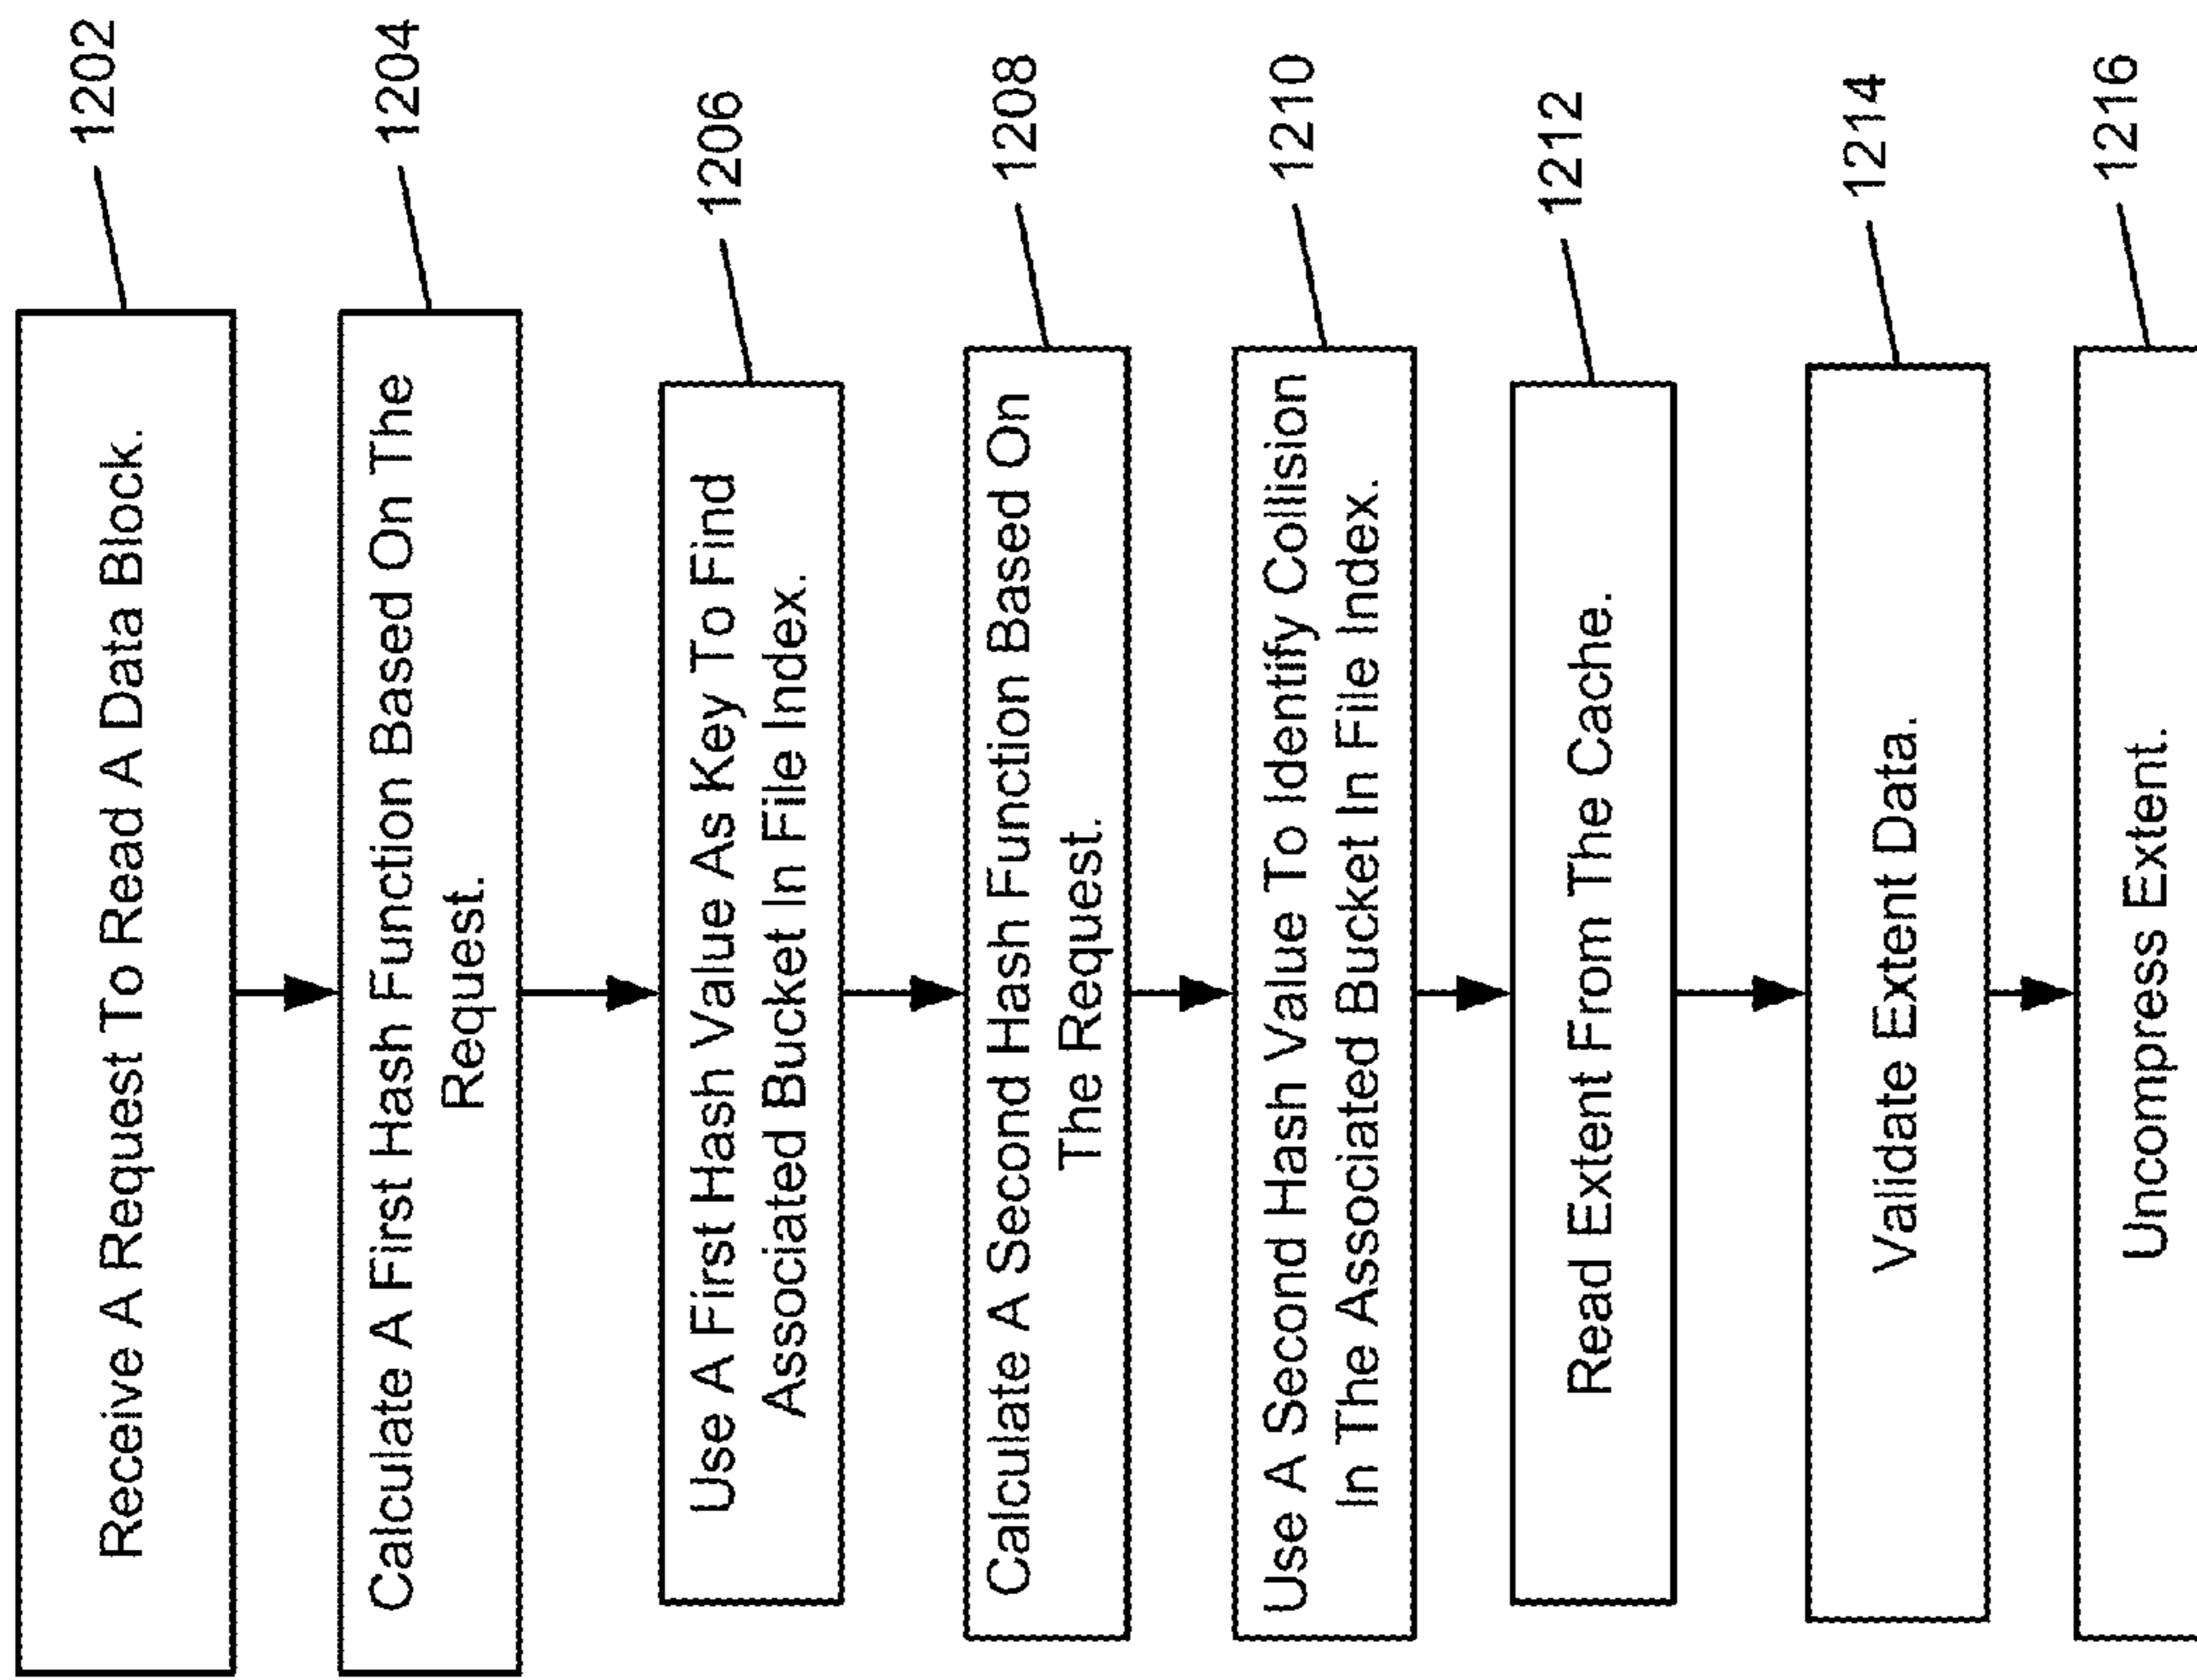 Receive A Request To Read A Data Block.
1202
Calculate A First Hash Function Based On The
Request.
1204
Use A First Hash Value As Key To Find
Associated Bucket In File Index.
1206
Calculate A Second Hash Function Based On
The Request.
1208
Use A Second Hash Value To Identify Collision
In The Associated Bucket In File Index.
1210
Read Extent From The Cache.
1212
Validate Extent Data.
1214
Uncompress Extent.
1216